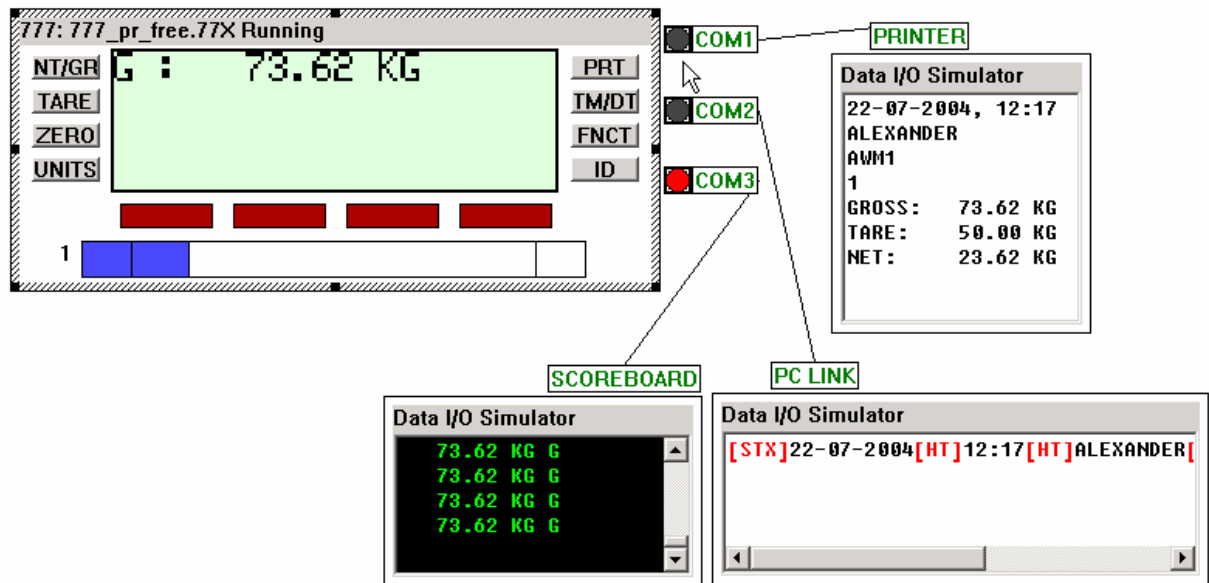 777: 777_pr_free.77X Running
NT/GR
TARE
ZERO
UNITS
G : 73.62 KG
PRT
TM/DT
FNCT
ID
1
COM1
COM2
COM3
PRINTER
Data I/O Simulator
22-07-2004, 12:17
ALEXANDER
AWM1
1
GROSS: 73.62 KG
TARE: 50.00 KG
NET: 23.62 KG
SCOREBOARD
Data I/O Simulator
73.62 KG G
73.62 KG G
73.62 KG G
73.62 KG G
PC LINK
Data I/O Simulator
[STX]22-07-2004[HT]12:17[HT]ALEXANDER[